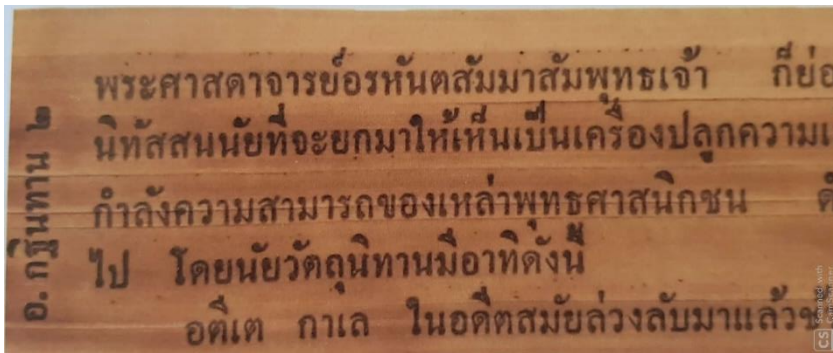 อ. กฐินทาน ๒
พระศาสดาจารย์อรหันตสัมมาสัมพุทธเจ้า ก็ย่อ
นิทัสสนนัยที่จะยกมาให้เห็นเป็นเครื่องปลูกความ
กำลังความสามารถของเหล่าพุทธศาสนิกชน
ไป โดยนัยวัตถุนิทานมีอาทิดังนี้
อตีเต กาเล ในอดีตสมัยล่วงลับมาแล้ว
CS Scanned with CamScanner